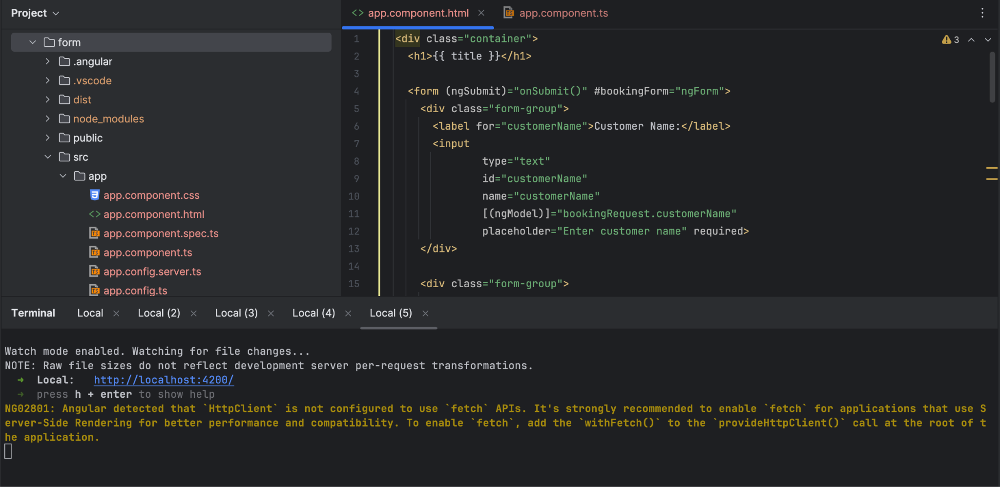 Project
form
.angular
.vscode
dist
node_modules
public
src
app
app.component.css
app.component.html
app.component.spec.ts
app.component.ts
app.config.server.ts
app.config.ts
app.component.html
app.component.ts
3
1 <div class="container">
2 <h1>{{ title }}</h1>
3
4 <form (ngSubmit)="onSubmit()" #bookingForm="ngForm">
5 <div class="form-group">
6 <label for="customerName">Customer Name:</label>
7 <input
8 type="text"
9 id="customerName"
10 name="customerName"
11 [(ngModel)]="bookingRequest.customerName"
12 placeholder="Enter customer name" required>
13 </div>
14
15 <div class="form-group">
Terminal Local Local (2) Local (3) Local (4) Local (5)
Watch mode enabled. Watching for file changes...
NOTE: Raw file sizes do not reflect development server per-request transformations.
➜ Local: http://localhost:4200/
➜ press h + enter to show help
NG02801: Angular detected that `HttpClient` is not configured to use `fetch` APIs. It's strongly recommended to enable `fetch` for applications that use S
erver-Side Rendering for better performance and compatibility. To enable `fetch`, add the `withFetch()` to the `provideHttpClient()` call at the root of t
he application.